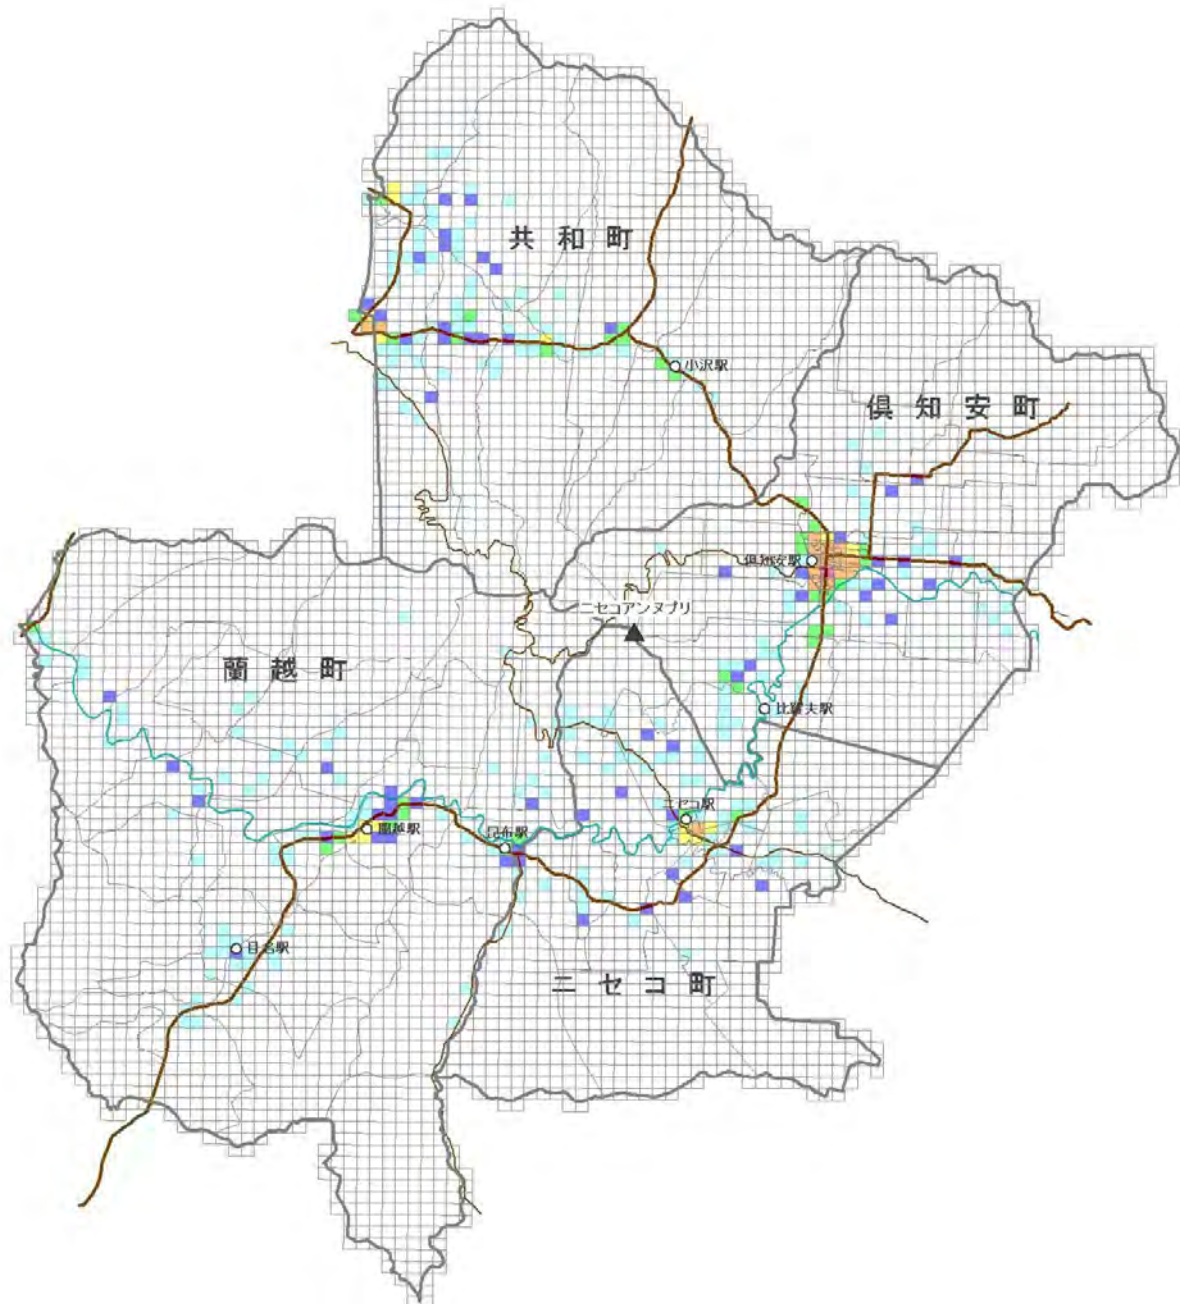 共和町
小沢駅
倶知安町
倶知安駅
ニセコアンヌプリ
蘭越町
比羅夫駅
ニセコ駅
蘭越駅
昆布駅
目名駅
ニセコ町